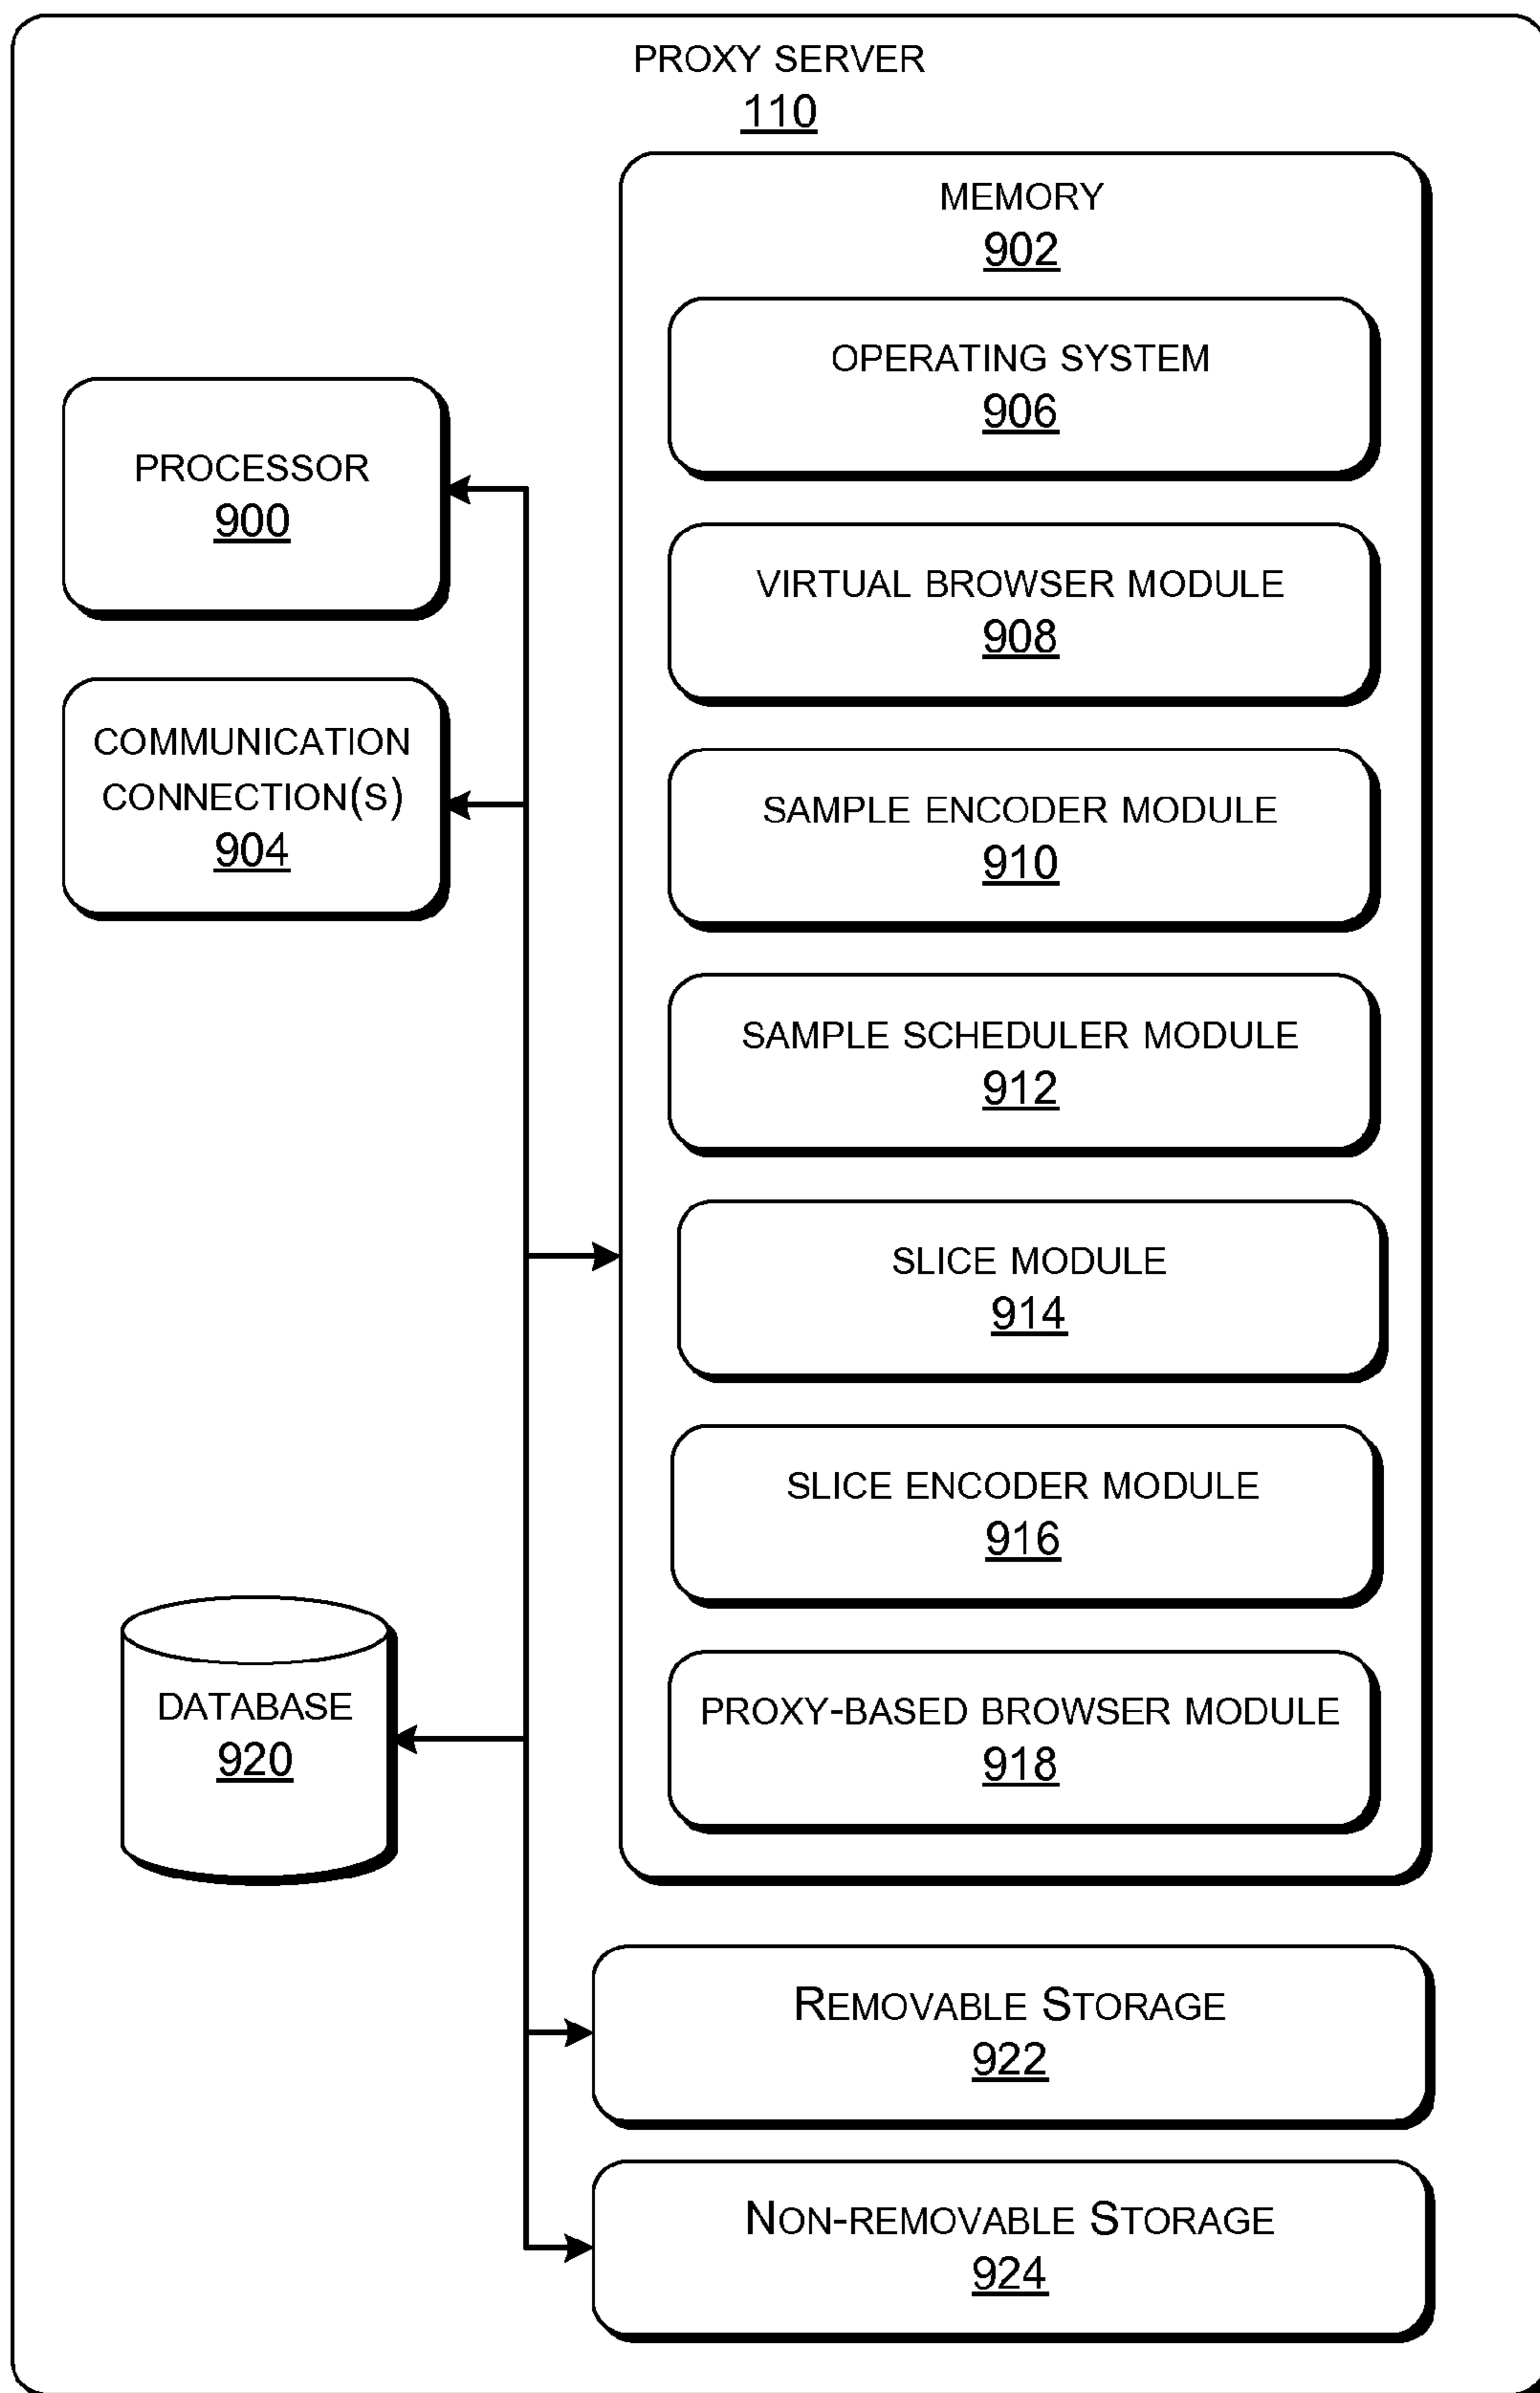 PROXY SERVER
110
MEMORY
902
OPERATING SYSTEM
906
PROCESSOR
900
VIRTUAL BROWSER MODULE
908
COMMUNICATION
CONNECTION(S)
904
SAMPLE ENCODER MODULE
910
SAMPLE SCHEDULER MODULE
912
SLICE MODULE
914
SLICE ENCODER MODULE
916
DATABASE
920
PROXY-BASED BROWSER MODULE
918
REMOVABLE STORAGE
922
NON-REMOVABLE STORAGE
924